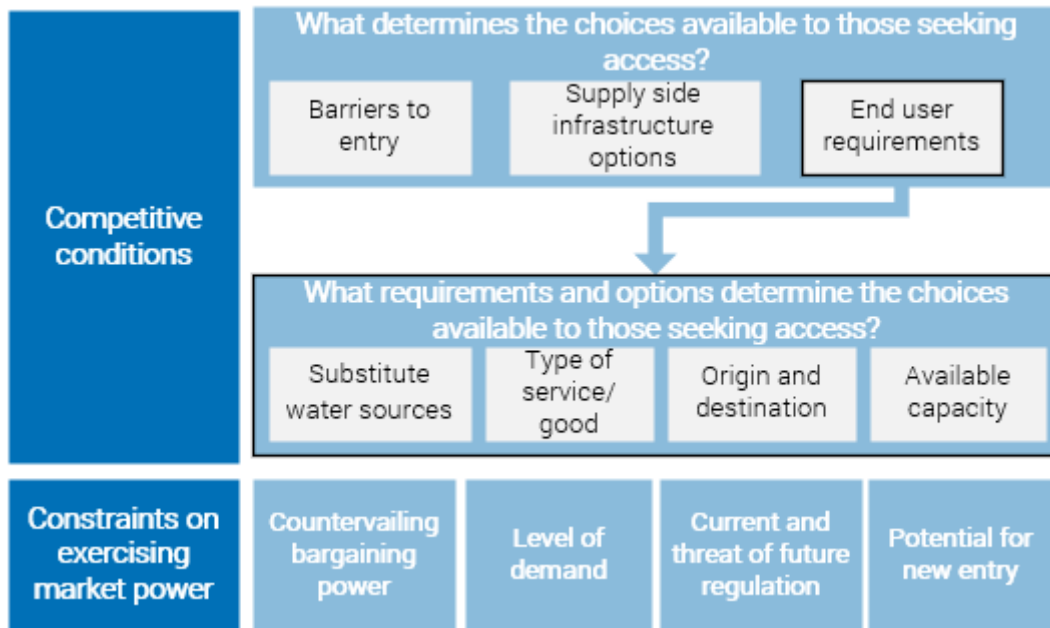 What determines the choices available to those seeking
access?
Barriers to
entry
Supply side
infrastructure
options
End user
requirements
Competitive
conditions
What requirements and options determine the choices
available to those seeking access?
Substitute
water sources
Type of
service/
good
Origin and
destination
Available
capacity
Constraints on
exercising
market power
Countervailing
bargaining
power
Level of
demand
Current and
threat of future
regulation
Potential for
new entry